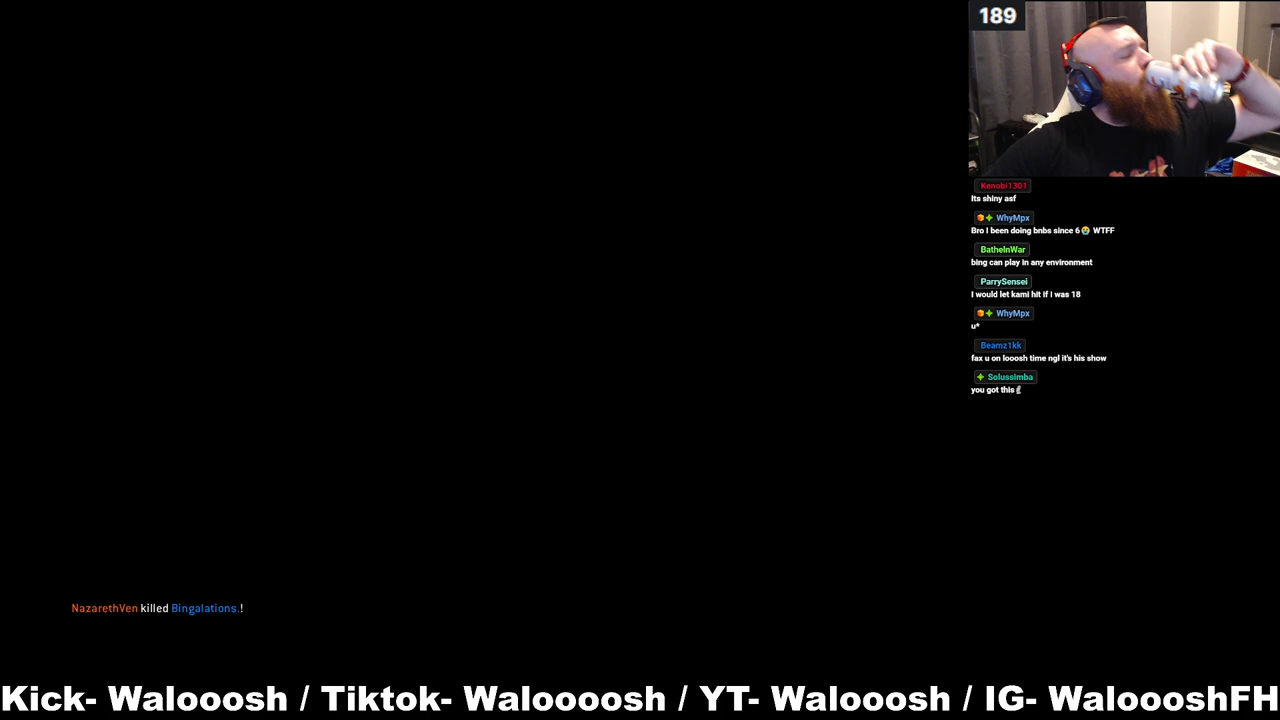 189
Kenobi1301
Its shiny asf
WhyMpx
Bro I been doing bnbs since 6😭 WTFF
BatheInWar
bing can play in any environment
ParrySensei
I would let kami hit if I was 18
WhyMpx
u*
Beamz1kk
fax u on looosh time ngl it's his show
Solussimba
you got this
NazarethVen killed Bingalations.!
Kick- Walooosh / Tiktok- Waloooosh / YT- Walooosh / IG- WalooooshFH